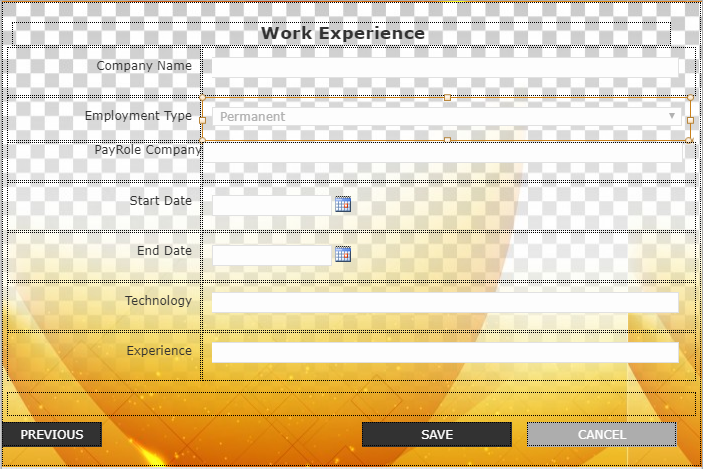 Work Experience
Company Name
Employment Type Permanent
PayRole Company
Start Date
End Date
Technology
Experience
PREVIOUS SAVE CANCEL